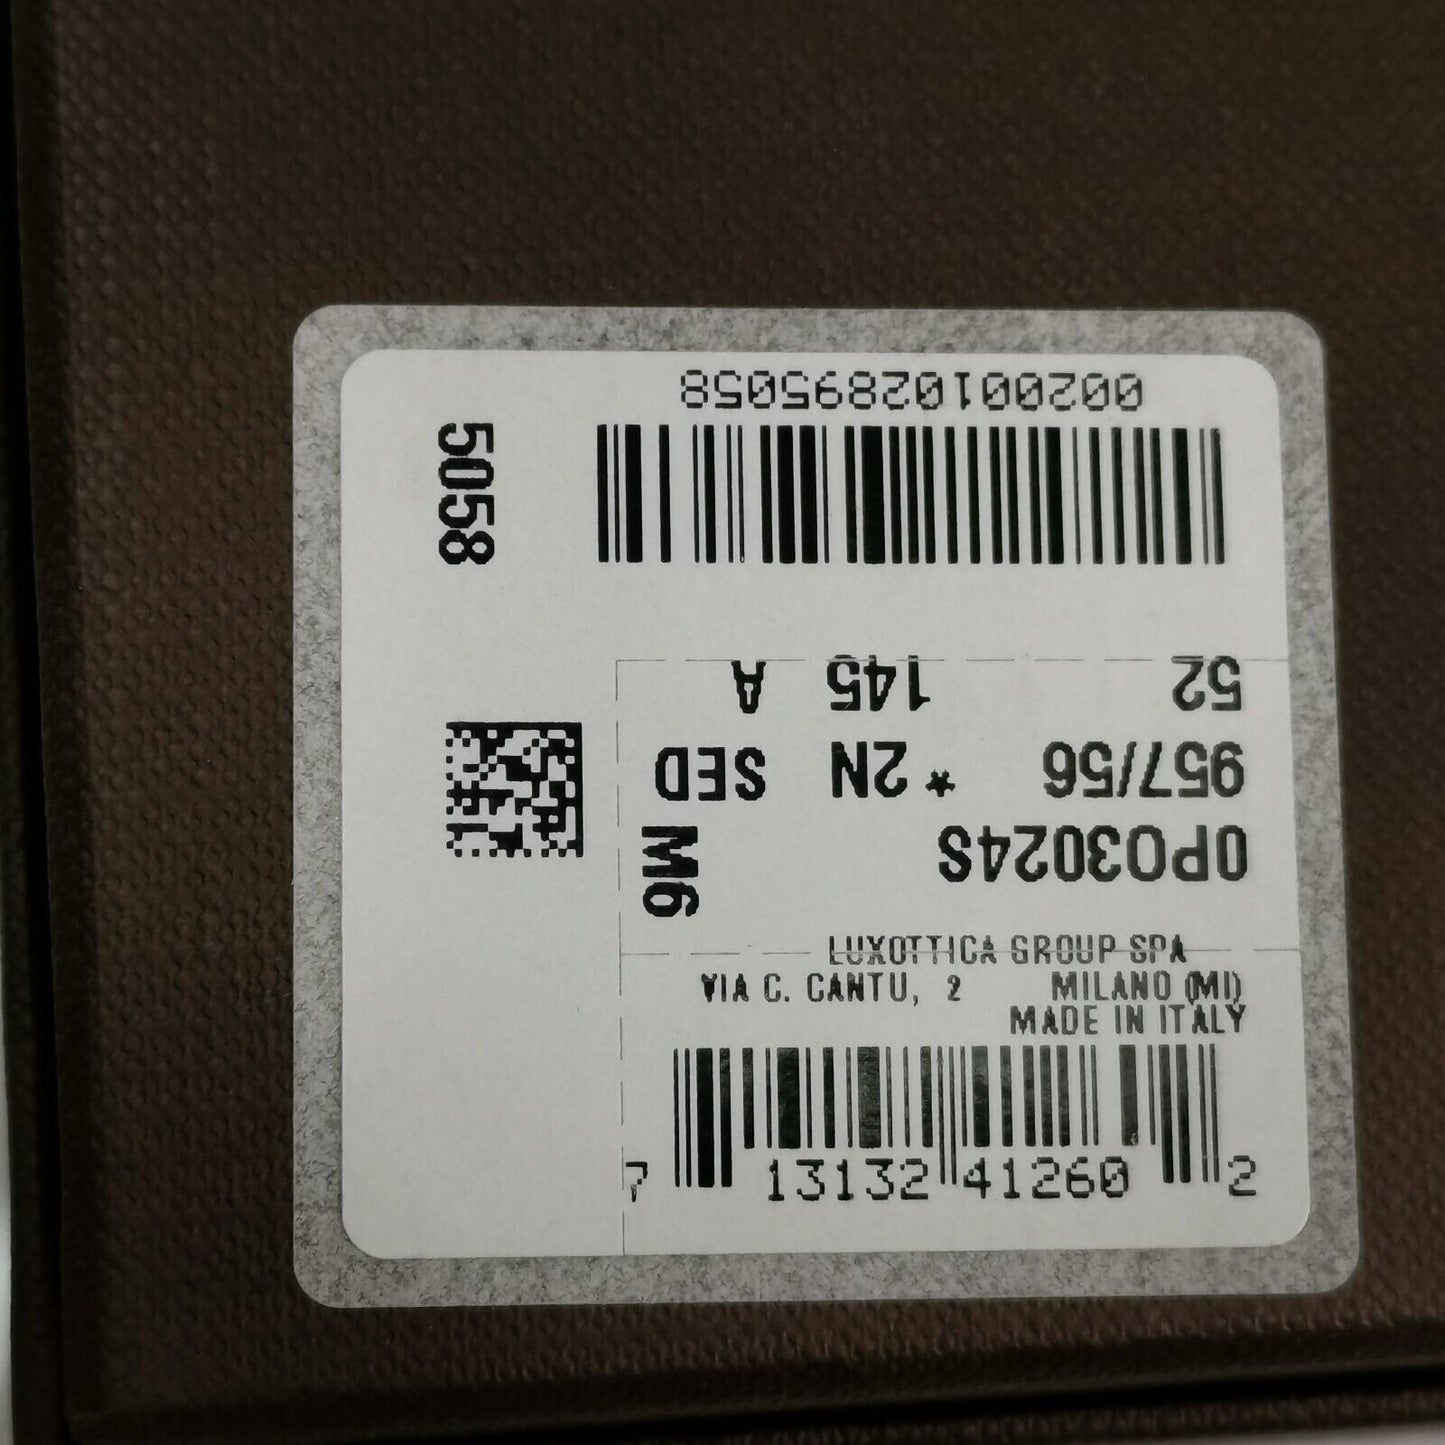 002001028955058
5058
52 145 A
957/56 * 2N SED
0PO3024S
M6
LUXOTTICA GROUP SPA
VIA C. CANTU, 2 MILANO (MI)
MADE IN ITALY
7 13132 41260 2